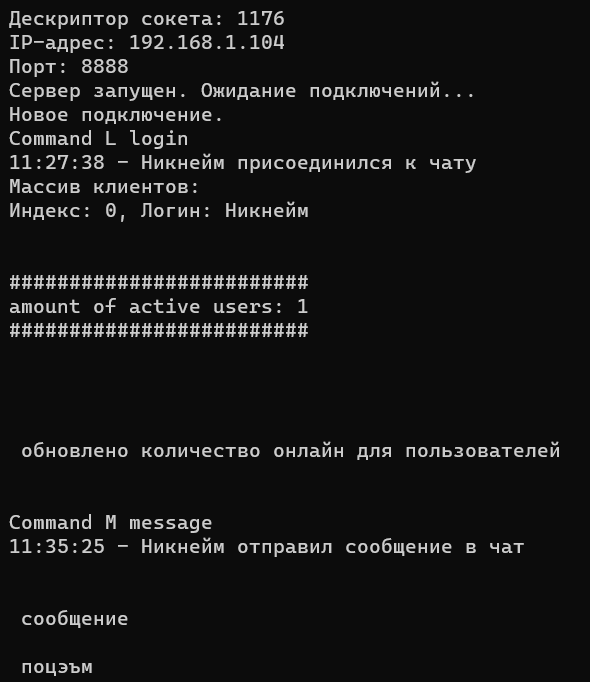 Дескриптор сокета: 1176
IP-адрес: 192.168.1.104
Порт: 8888
Сервер запущен. Ожидание подключений...
Новое подключение.
Command L login
11:27:38 - Никнейм присоединился к чату
Массив клиентов:
Индекс: 0, Логин: Никнейм
#########################
amount of active users: 1
#########################
обновлено количество онлайн для пользователей
Command M message
11:35:25 - Никнейм отправил сообщение в чат
сообщение
поцэъм